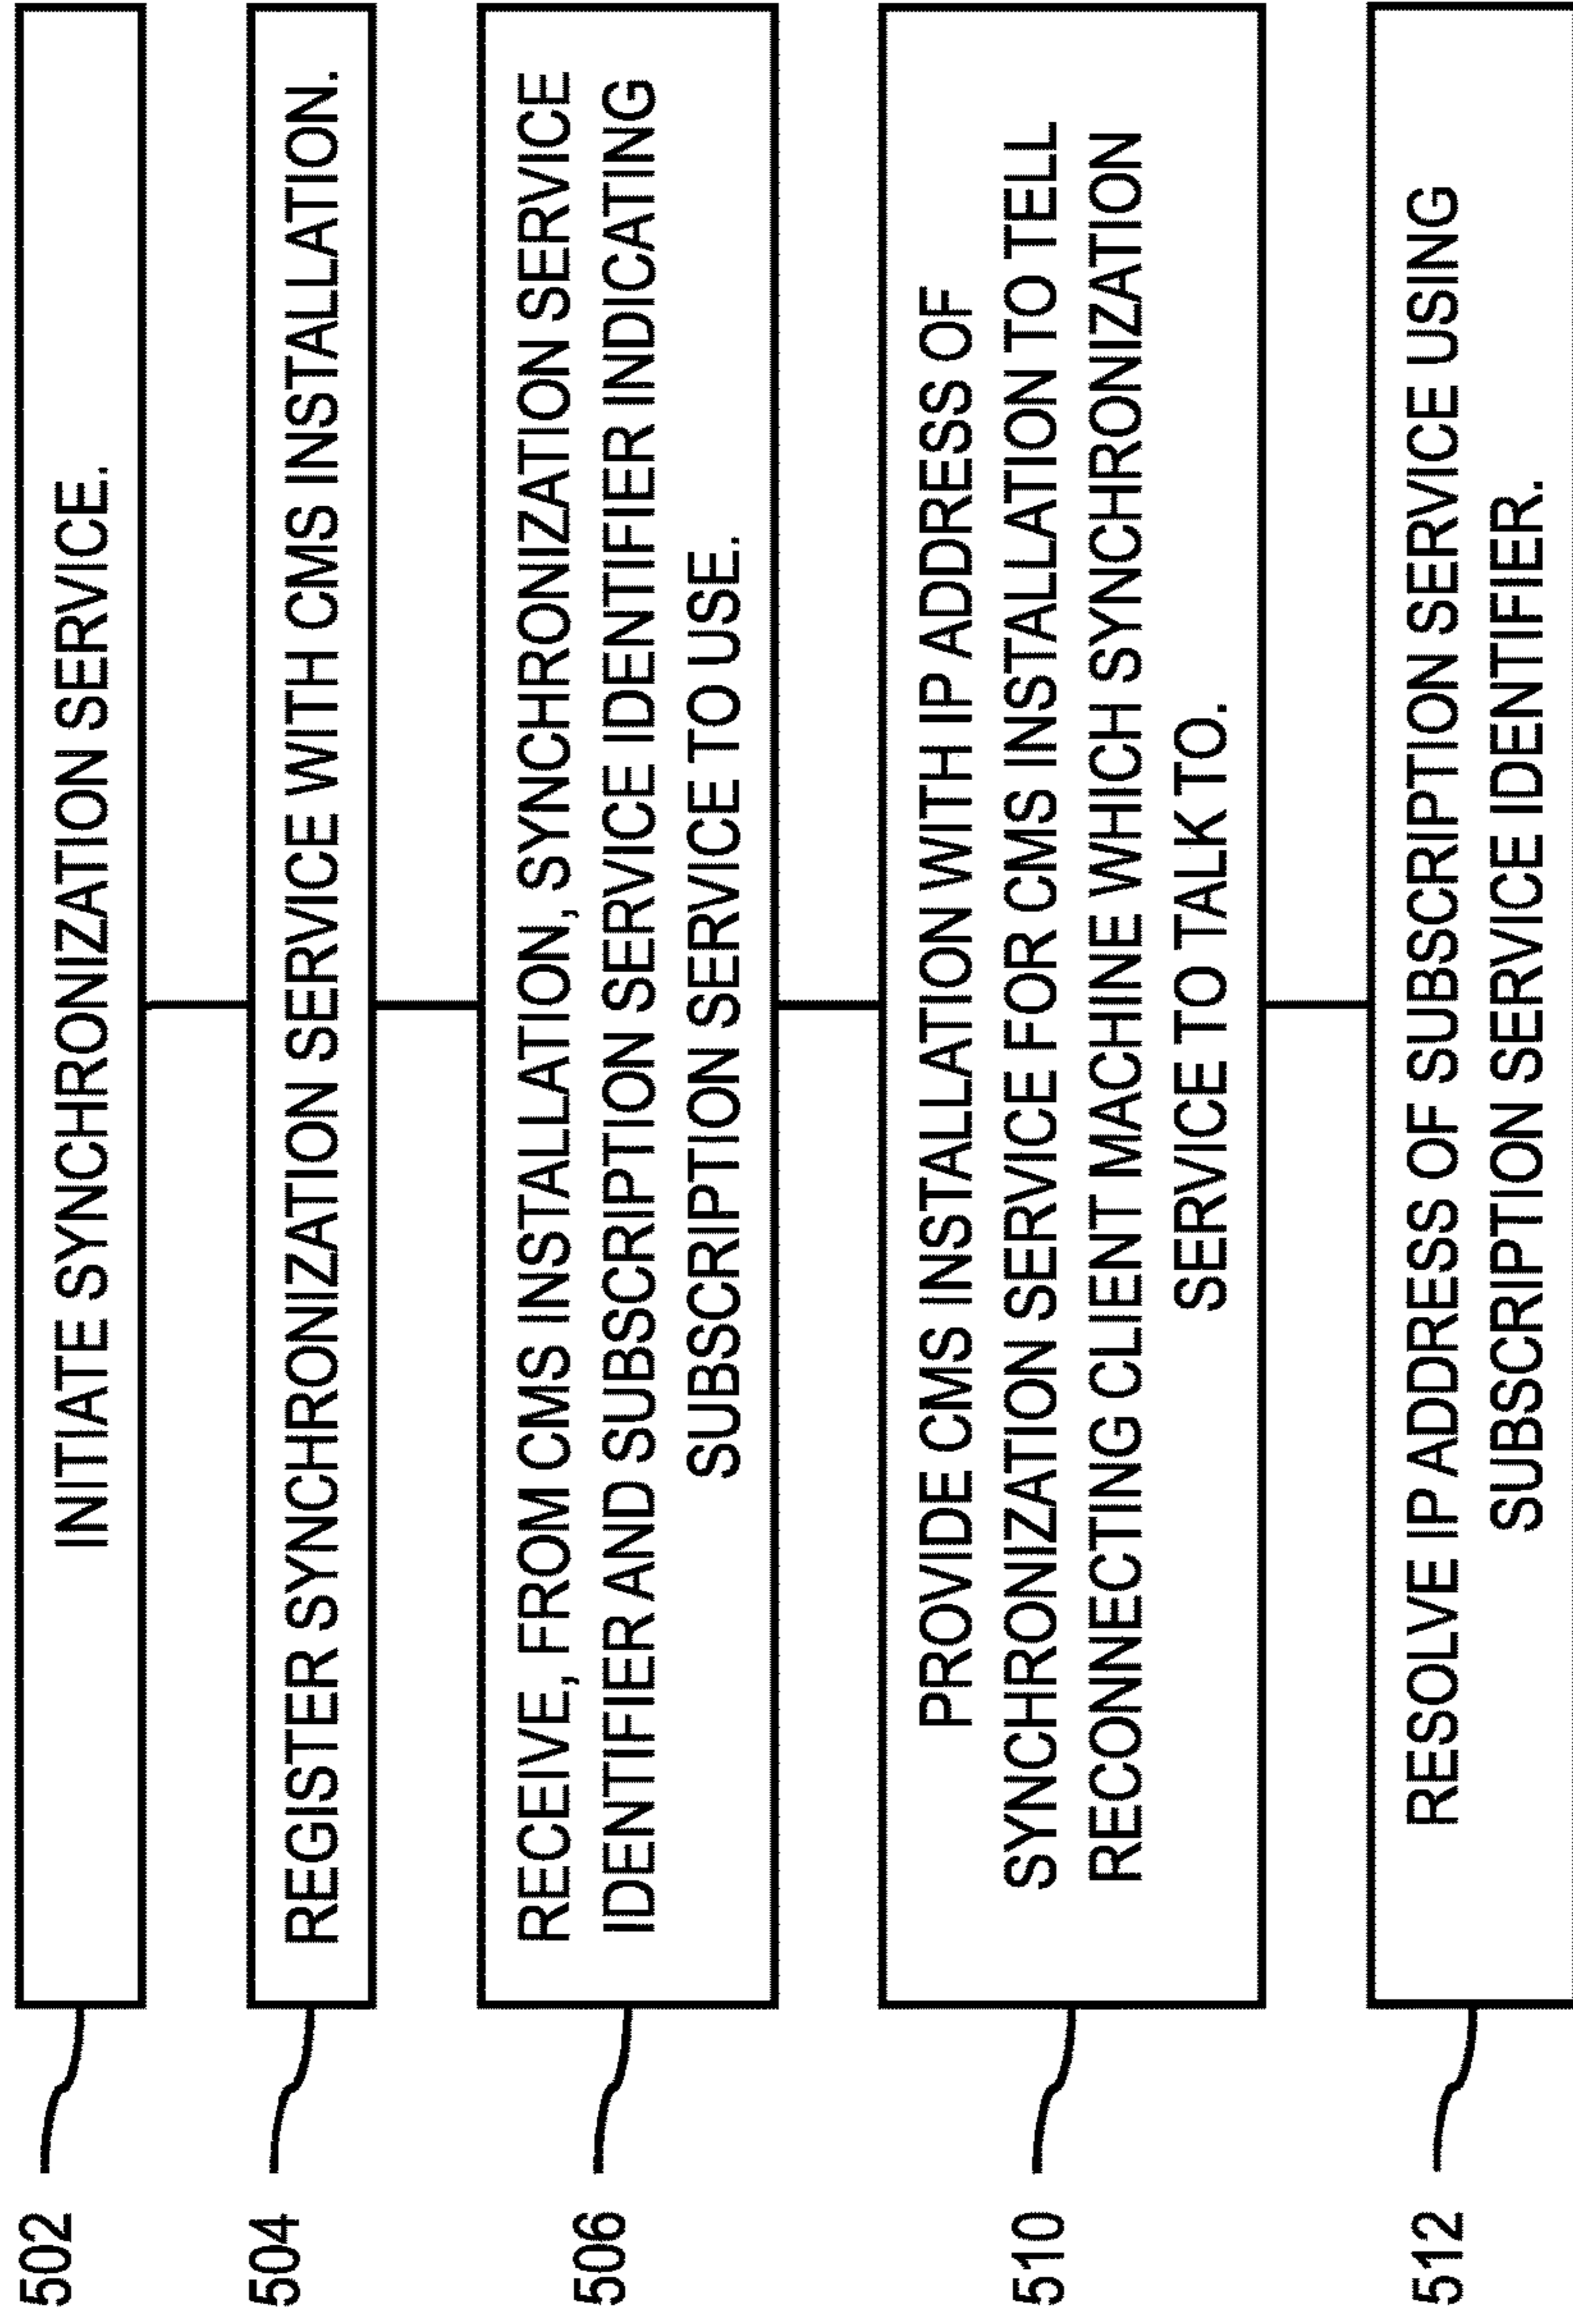 502
INITIATE SYNCHRONIZATION SERVICE.
504
REGISTER SYNCHRONIZATION SERVICE WITH CMS INSTALLATION.
506
RECEIVE, FROM CMS INSTALLATION, SYNCHRONIZATION SERVICE
IDENTIFIER AND SUBSCRIPTION SERVICE IDENTIFIER INDICATING
SUBSCRIPTION SERVICE TO USE.
510
PROVIDE CMS INSTALLATION WITH IP ADDRESS OF
SYNCHRONIZATION SERVICE FOR CMS INSTALLATION TO TELL
RECONNECTING CLIENT MACHINE WHICH SYNCHRONIZATION
SERVICE TO TALK TO.
512
RESOLVE IP ADDRESS OF SUBSCRIPTION SERVICE USING
SUBSCRIPTION SERVICE IDENTIFIER.